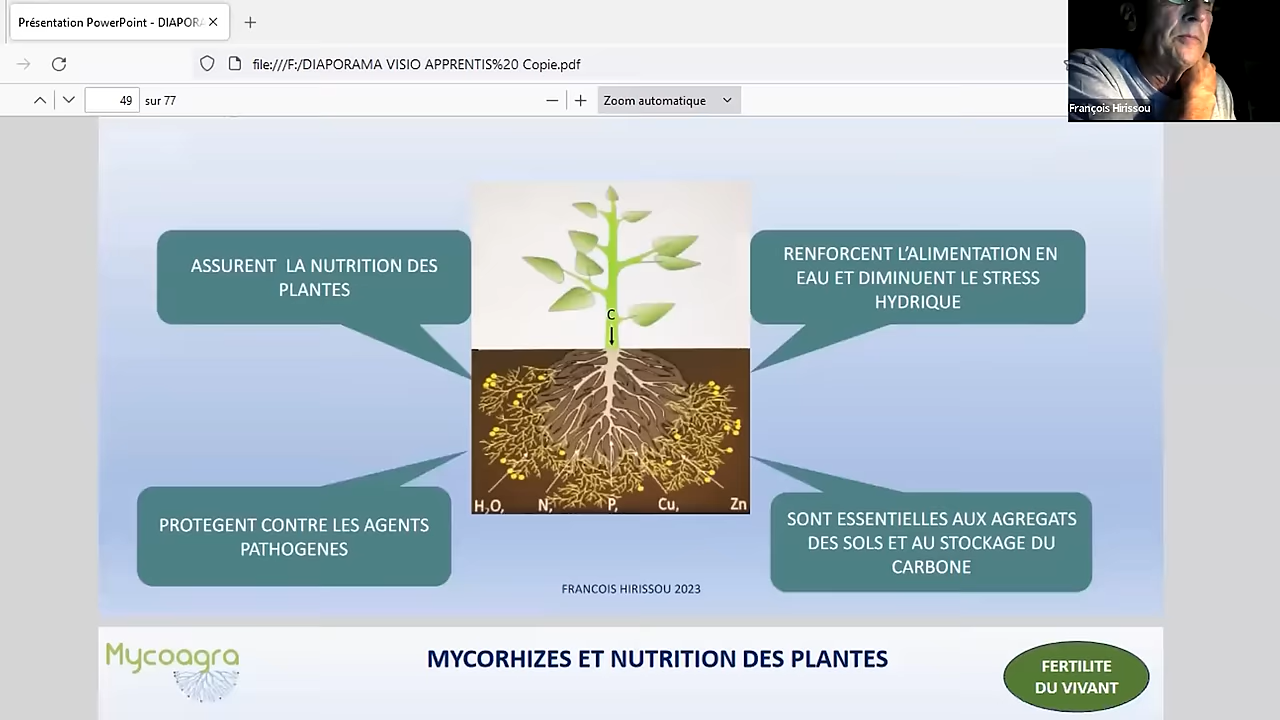 Présentation PowerPoint - DIAPOR
file:///F:/DIAPORAMA VISIO APPRENTIS%20 Copie.pdf
49 sur 77
Zoom automatique
François Hirissou
ASSURENT LA NUTRITION DES
PLANTES
RENFORCENT L'ALIMENTATION EN
EAU ET DIMINUENT LE STRESS
HYDRIQUE
C
H₂O, N, P, Cu, Zn
PROTEGENT CONTRE LES AGENTS
PATHOGENES
SONT ESSENTIELLES AUX AGREGATS
DES SOLS ET AU STOCKAGE DU
CARBONE
FRANCOIS HIRISSOU 2023
Mycoagra
MYCORHIZES ET NUTRITION DES PLANTES
FERTILITE
DU VIVANT